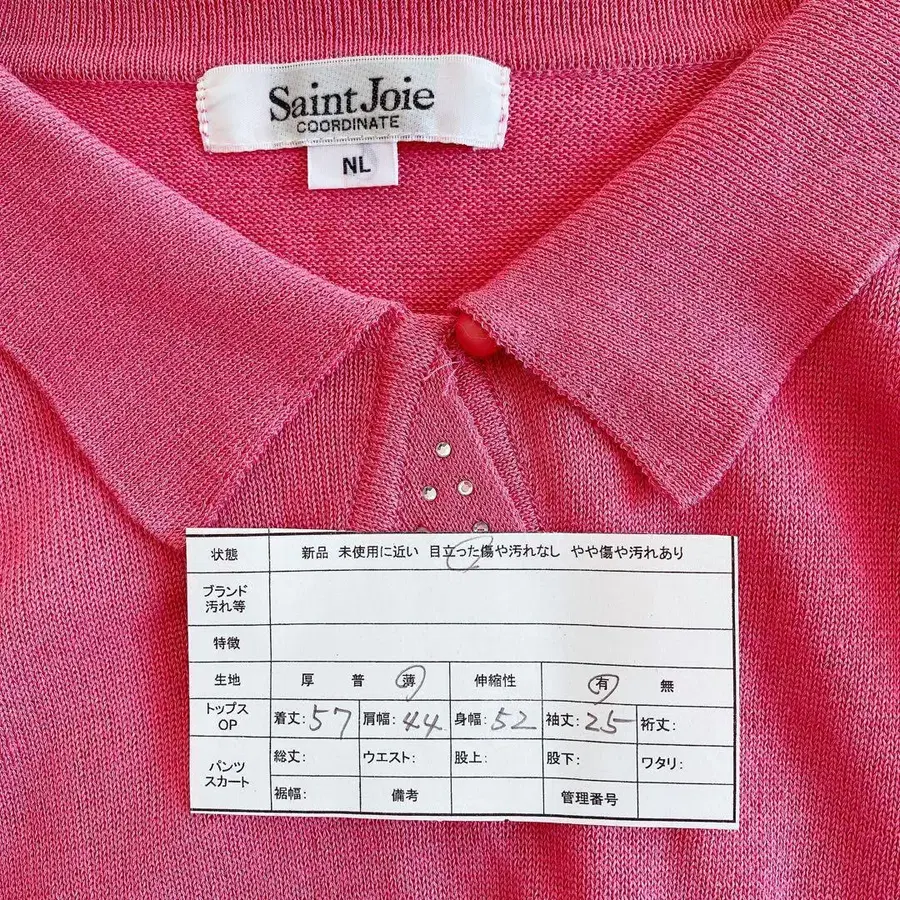 Saint Joie
COORDINATE
NL
状態 新品 未使用に近い 目立った傷や汚れなし やや傷や汚れあり
ブランド
汚れ等
特徴
生地 厚 普 薄 伸縮性 有 無
トップス
OP
着丈:57 肩幅:44 身幅:52 袖丈:25 裄丈:
パンツ
スカート
総丈: ウエスト: 股上: 股下: ワタリ:
裾幅: 備考 管理番号